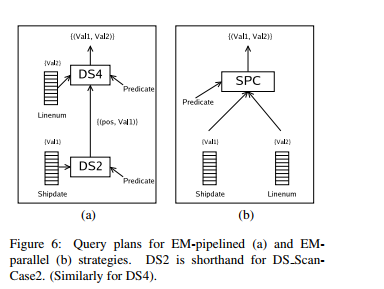 {(Val1, Val2)}
{(Val2)}
DS4
Predicate
Linenum
{(pos, Val1)}
{(Val1)}
DS2
Predicate
Shipdate
(a)
{(Val1, Val2)}
SPC
Predicate
{(Val1)}
{(Val2)}
Shipdate
Linenum
(b)
Figure 6: Query plans for EM-pipelined (a) and EM-
parallel (b) strategies. DS2 is shorthand for DS_Scan-
Case2. (Similarly for DS4).